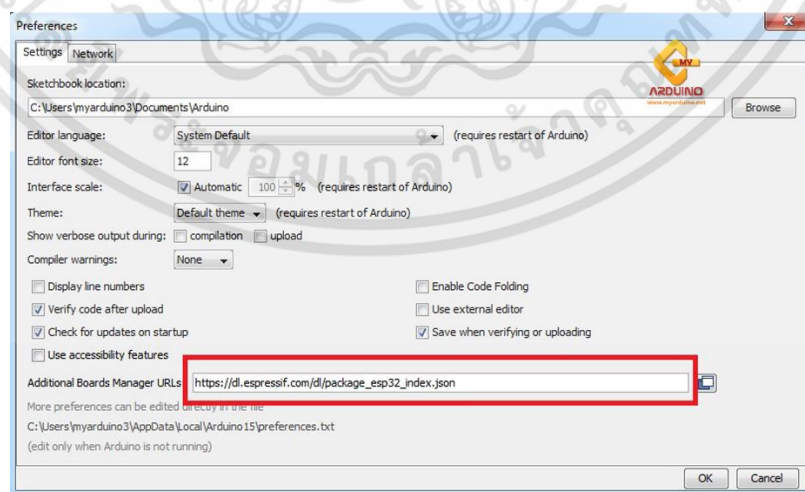 Preferences
Settings Network
MY
ARDUINO
www.myarduino.net
Sketchbook location:
C:\Users\myarduino3\Documents\Arduino Browse
Editor language: System Default (requires restart of Arduino)
Editor font size: 12
Interface scale: Automatic 100 % (requires restart of Arduino)
Theme: Default theme (requires restart of Arduino)
Show verbose output during: compilation upload
Compiler warnings: None
Display line numbers Enable Code Folding
Verify code after upload Use external editor
Check for updates on startup Save when verifying or uploading
Use accessibility features
Additional Boards Manager URLs https://dl.espressif.com/dl/package_esp32_index.json
More preferences can be edited directly in the file
C:\Users\myarduino3\AppData\Local\Arduino15\preferences.txt
(edit only when Arduino is not running)
OK Cancel